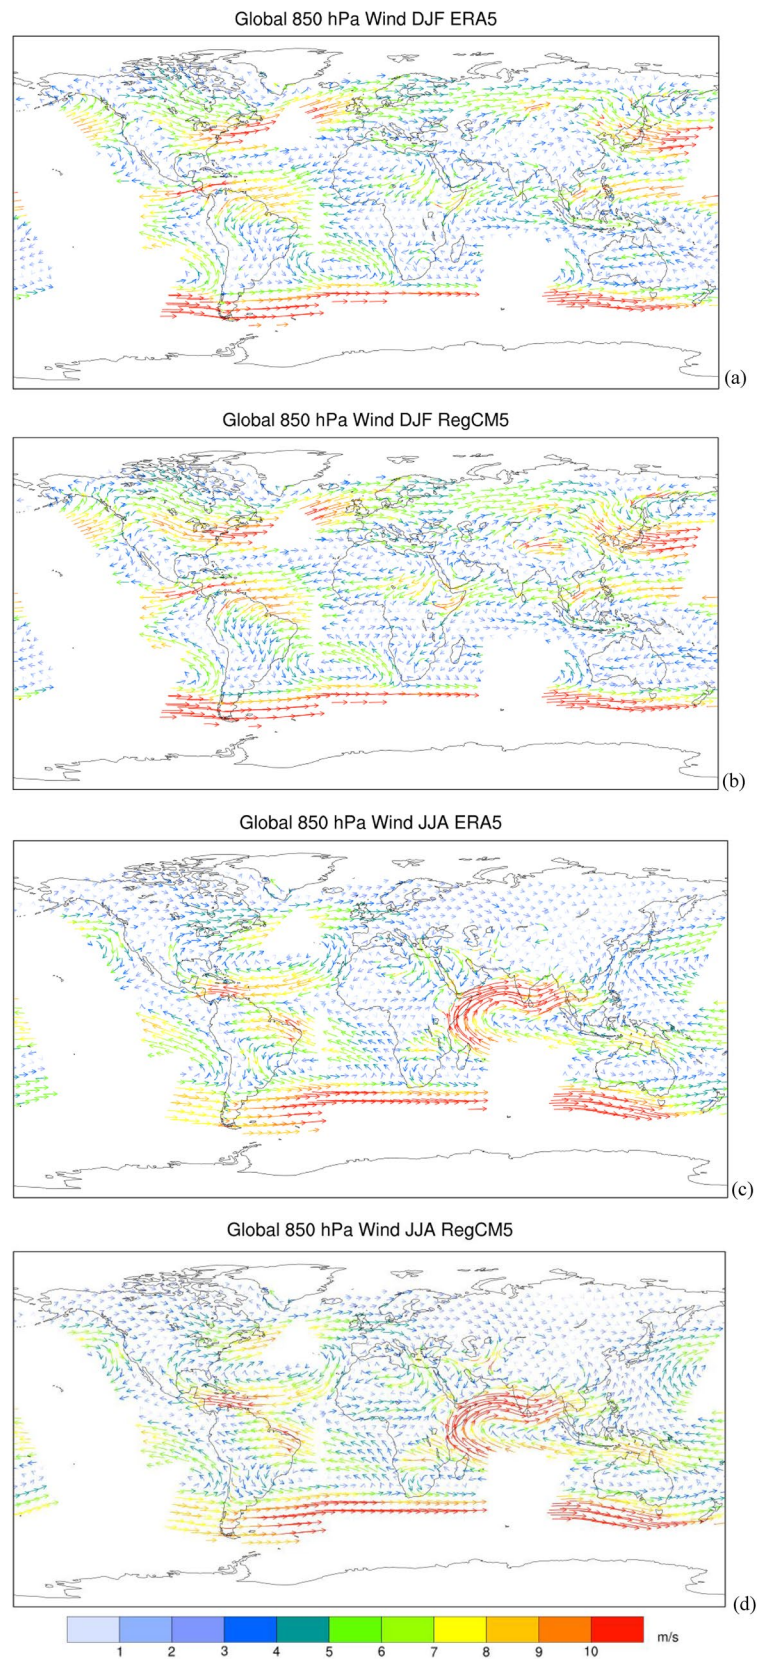 Global 850 hPa Wind DJF ERA5
(a)
Global 850 hPa Wind DJF RegCM5
(b)
Global 850 hPa Wind JJA ERA5
(c)
Global 850 hPa Wind JJA RegCM5
(d)
m/s
1 2 3 4 5 6 7 8 9 10